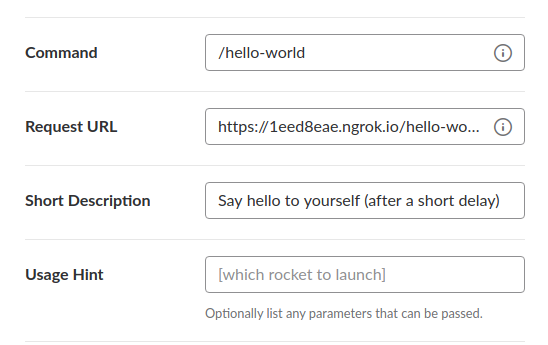 Command
/hello-world
Request URL
https://1eed8eae.ngrok.io/hello-wo...
Short Description
Say hello to yourself (after a short delay)
Usage Hint
[which rocket to launch]
Optionally list any parameters that can be passed.